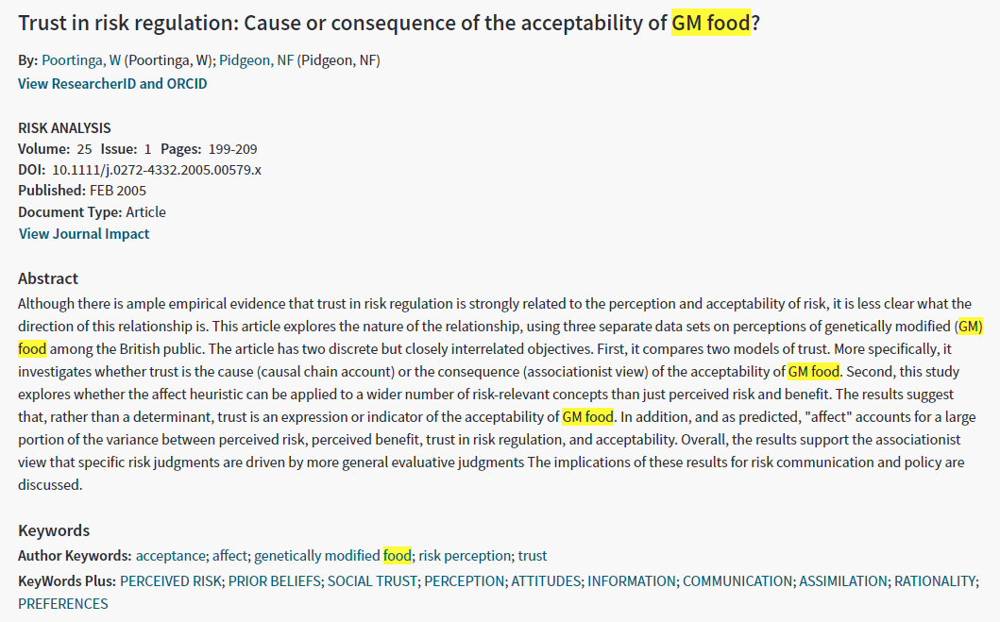 Trust in risk regulation: Cause or consequence of the acceptability of GM food?
By: Poortinga, W (Poortinga, W); Pidgeon, NF (Pidgeon, NF)
View ResearcherID and ORCID
RISK ANALYSIS
Volume: 25 Issue: 1 Pages: 199-209
DOI: 10.1111/j.0272-4332.2005.00579.x
Published: FEB 2005
Document Type: Article
View Journal Impact
Abstract
Although there is ample empirical evidence that trust in risk regulation is strongly related to the perception and acceptability of risk, it is less clear what the
direction of this relationship is. This article explores the nature of the relationship, using three separate data sets on perceptions of genetically modified (GM)
food among the British public. The article has two discrete but closely interrelated objectives. First, it compares two models of trust. More specifically, it
investigates whether trust is the cause (causal chain account) or the consequence (associationist view) of the acceptability of GM food. Second, this study
explores whether the affect heuristic can be applied to a wider number of risk-relevant concepts than just perceived risk and benefit. The results suggest
that, rather than a determinant, trust is an expression or indicator of the acceptability of GM food. In addition, and as predicted, "affect" accounts for a large
portion of the variance between perceived risk, perceived benefit, trust in risk regulation, and acceptability. Overall, the results support the associationist
view that specific risk judgments are driven by more general evaluative judgments The implications of these results for risk communication and policy are
discussed.
Keywords
Author Keywords: acceptance; affect; genetically modified food; risk perception; trust
KeyWords Plus: PERCEIVED RISK; PRIOR BELIEFS; SOCIAL TRUST; PERCEPTION; ATTITUDES; INFORMATION; COMMUNICATION; ASSIMILATION; RATIONALITY;
PREFERENCES